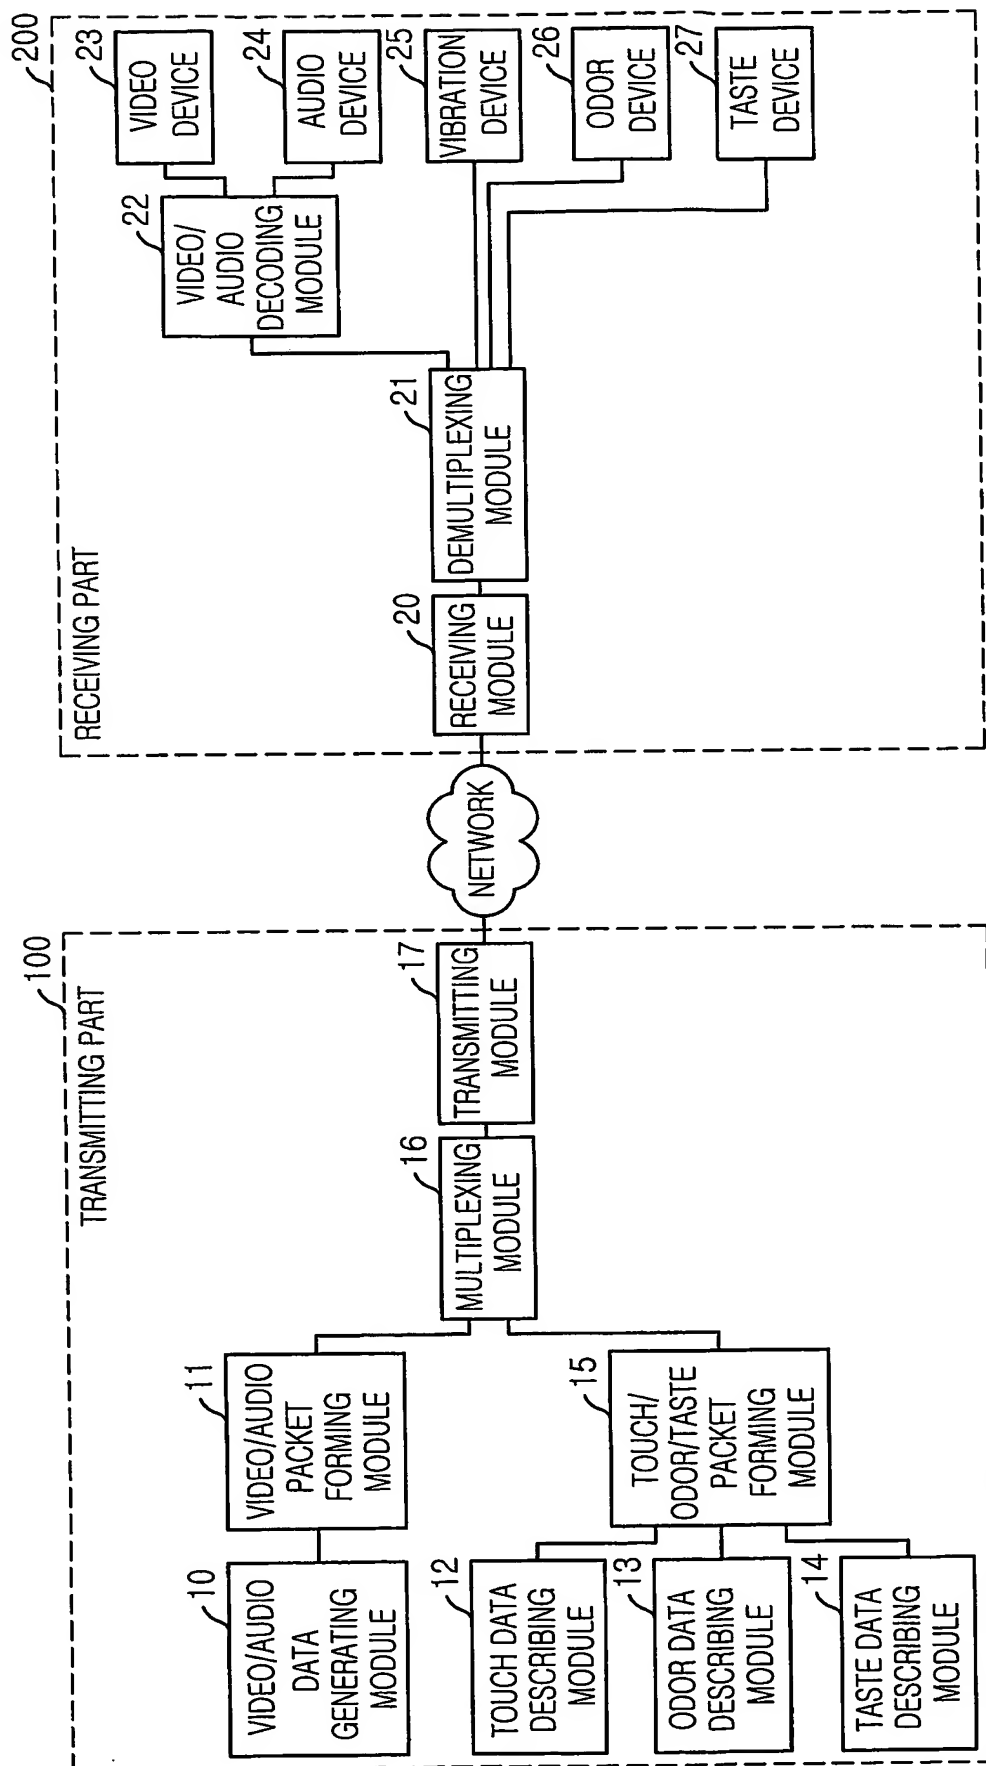 100
TRANSMITTING PART
10
VIDEO/AUDIO
DATA
GENERATING
MODULE
11
VIDEO/AUDIO
PACKET
FORMING
MODULE
12
TOUCH DATA
DESCRIBING
MODULE
13
ODOR DATA
DESCRIBING
MODULE
14
TASTE DATA
DESCRIBING
MODULE
15
TOUCH/
ODOR/TASTE
PACKET
FORMING
MODULE
16
MULTIPLEXING
MODULE
17
TRANSMITTING
MODULE
NETWORK
200
RECEIVING PART
20
RECEIVING
MODULE
21
DEMULTIPLEXING
MODULE
22
VIDEO/
AUDIO
DECODING
MODULE
23
VIDEO
DEVICE
24
AUDIO
DEVICE
25
VIBRATION
DEVICE
26
ODOR
DEVICE
27
TASTE
DEVICE